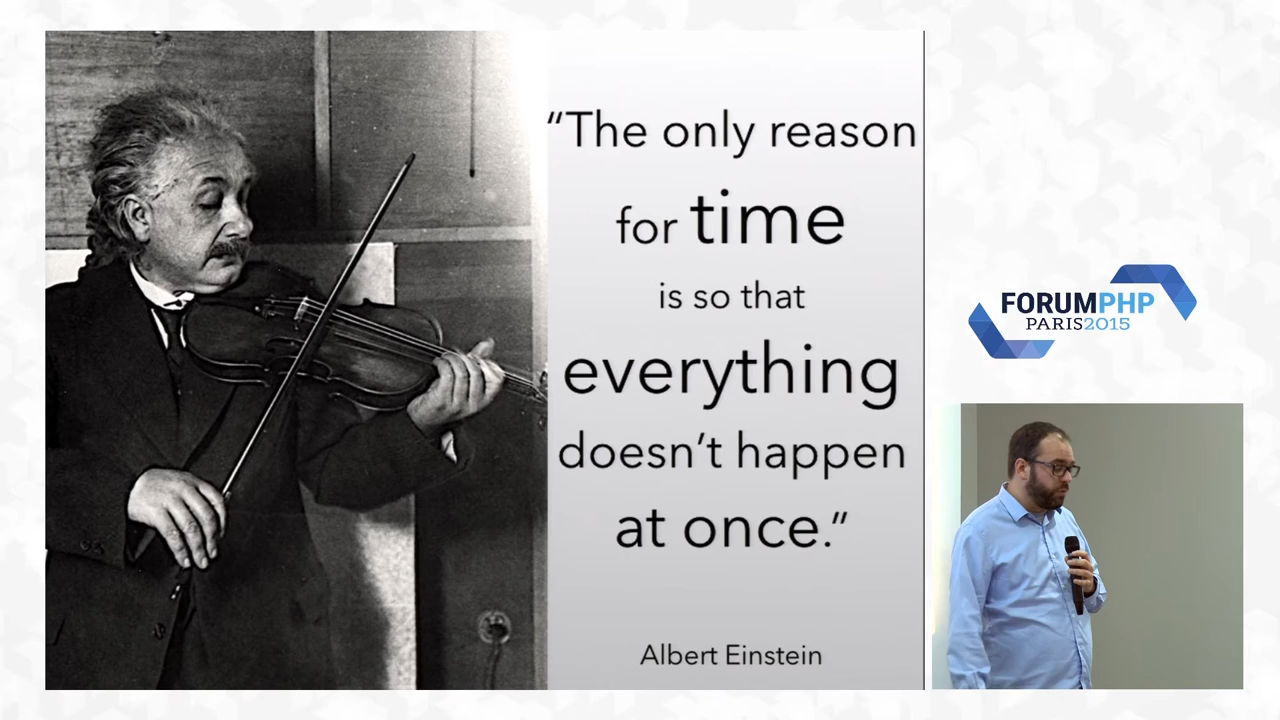 “The only reason
for time
is so that
everything
doesn’t happen
at once.”
Albert Einstein
FORUMPHP
PARIS2015